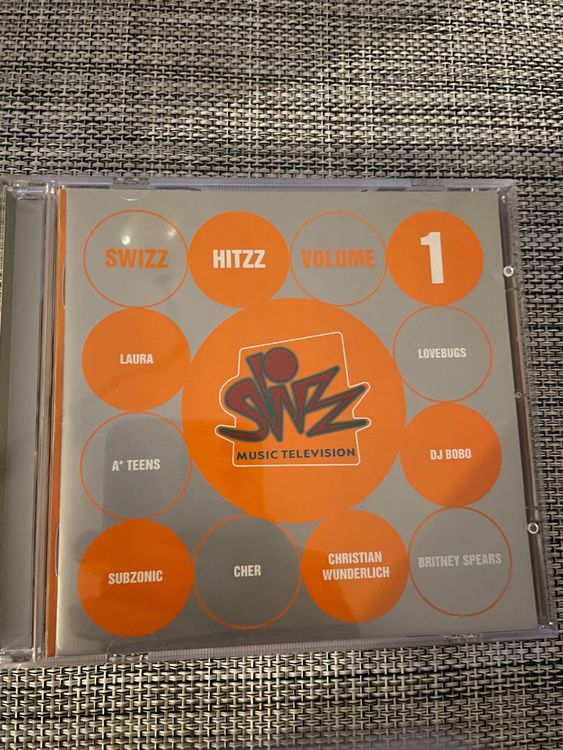 SWIZZ
HITZZ
VOLUME
1
LAURA
LOVEBUGS
SWIZZ
MUSIC TELEVISION
A* TEENS
DJ BOBO
SUBZONIC
CHER
CHRISTIAN
WUNDERLICH
BRITNEY SPEARS